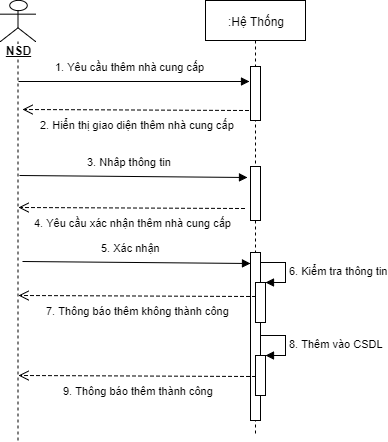 :Hệ Thống
NSD
1. Yêu cầu thêm nhà cung cấp
2. Hiển thị giao diện thêm nhà cung cấp
3. Nhâp thông tin
4. Yêu cầu xác nhận thêm nhà cung cấp
5. Xác nhận
6. Kiểm tra thông tin
7. Thông báo thêm không thành công
8. Thêm vào CSDL
9. Thông báo thêm thành công